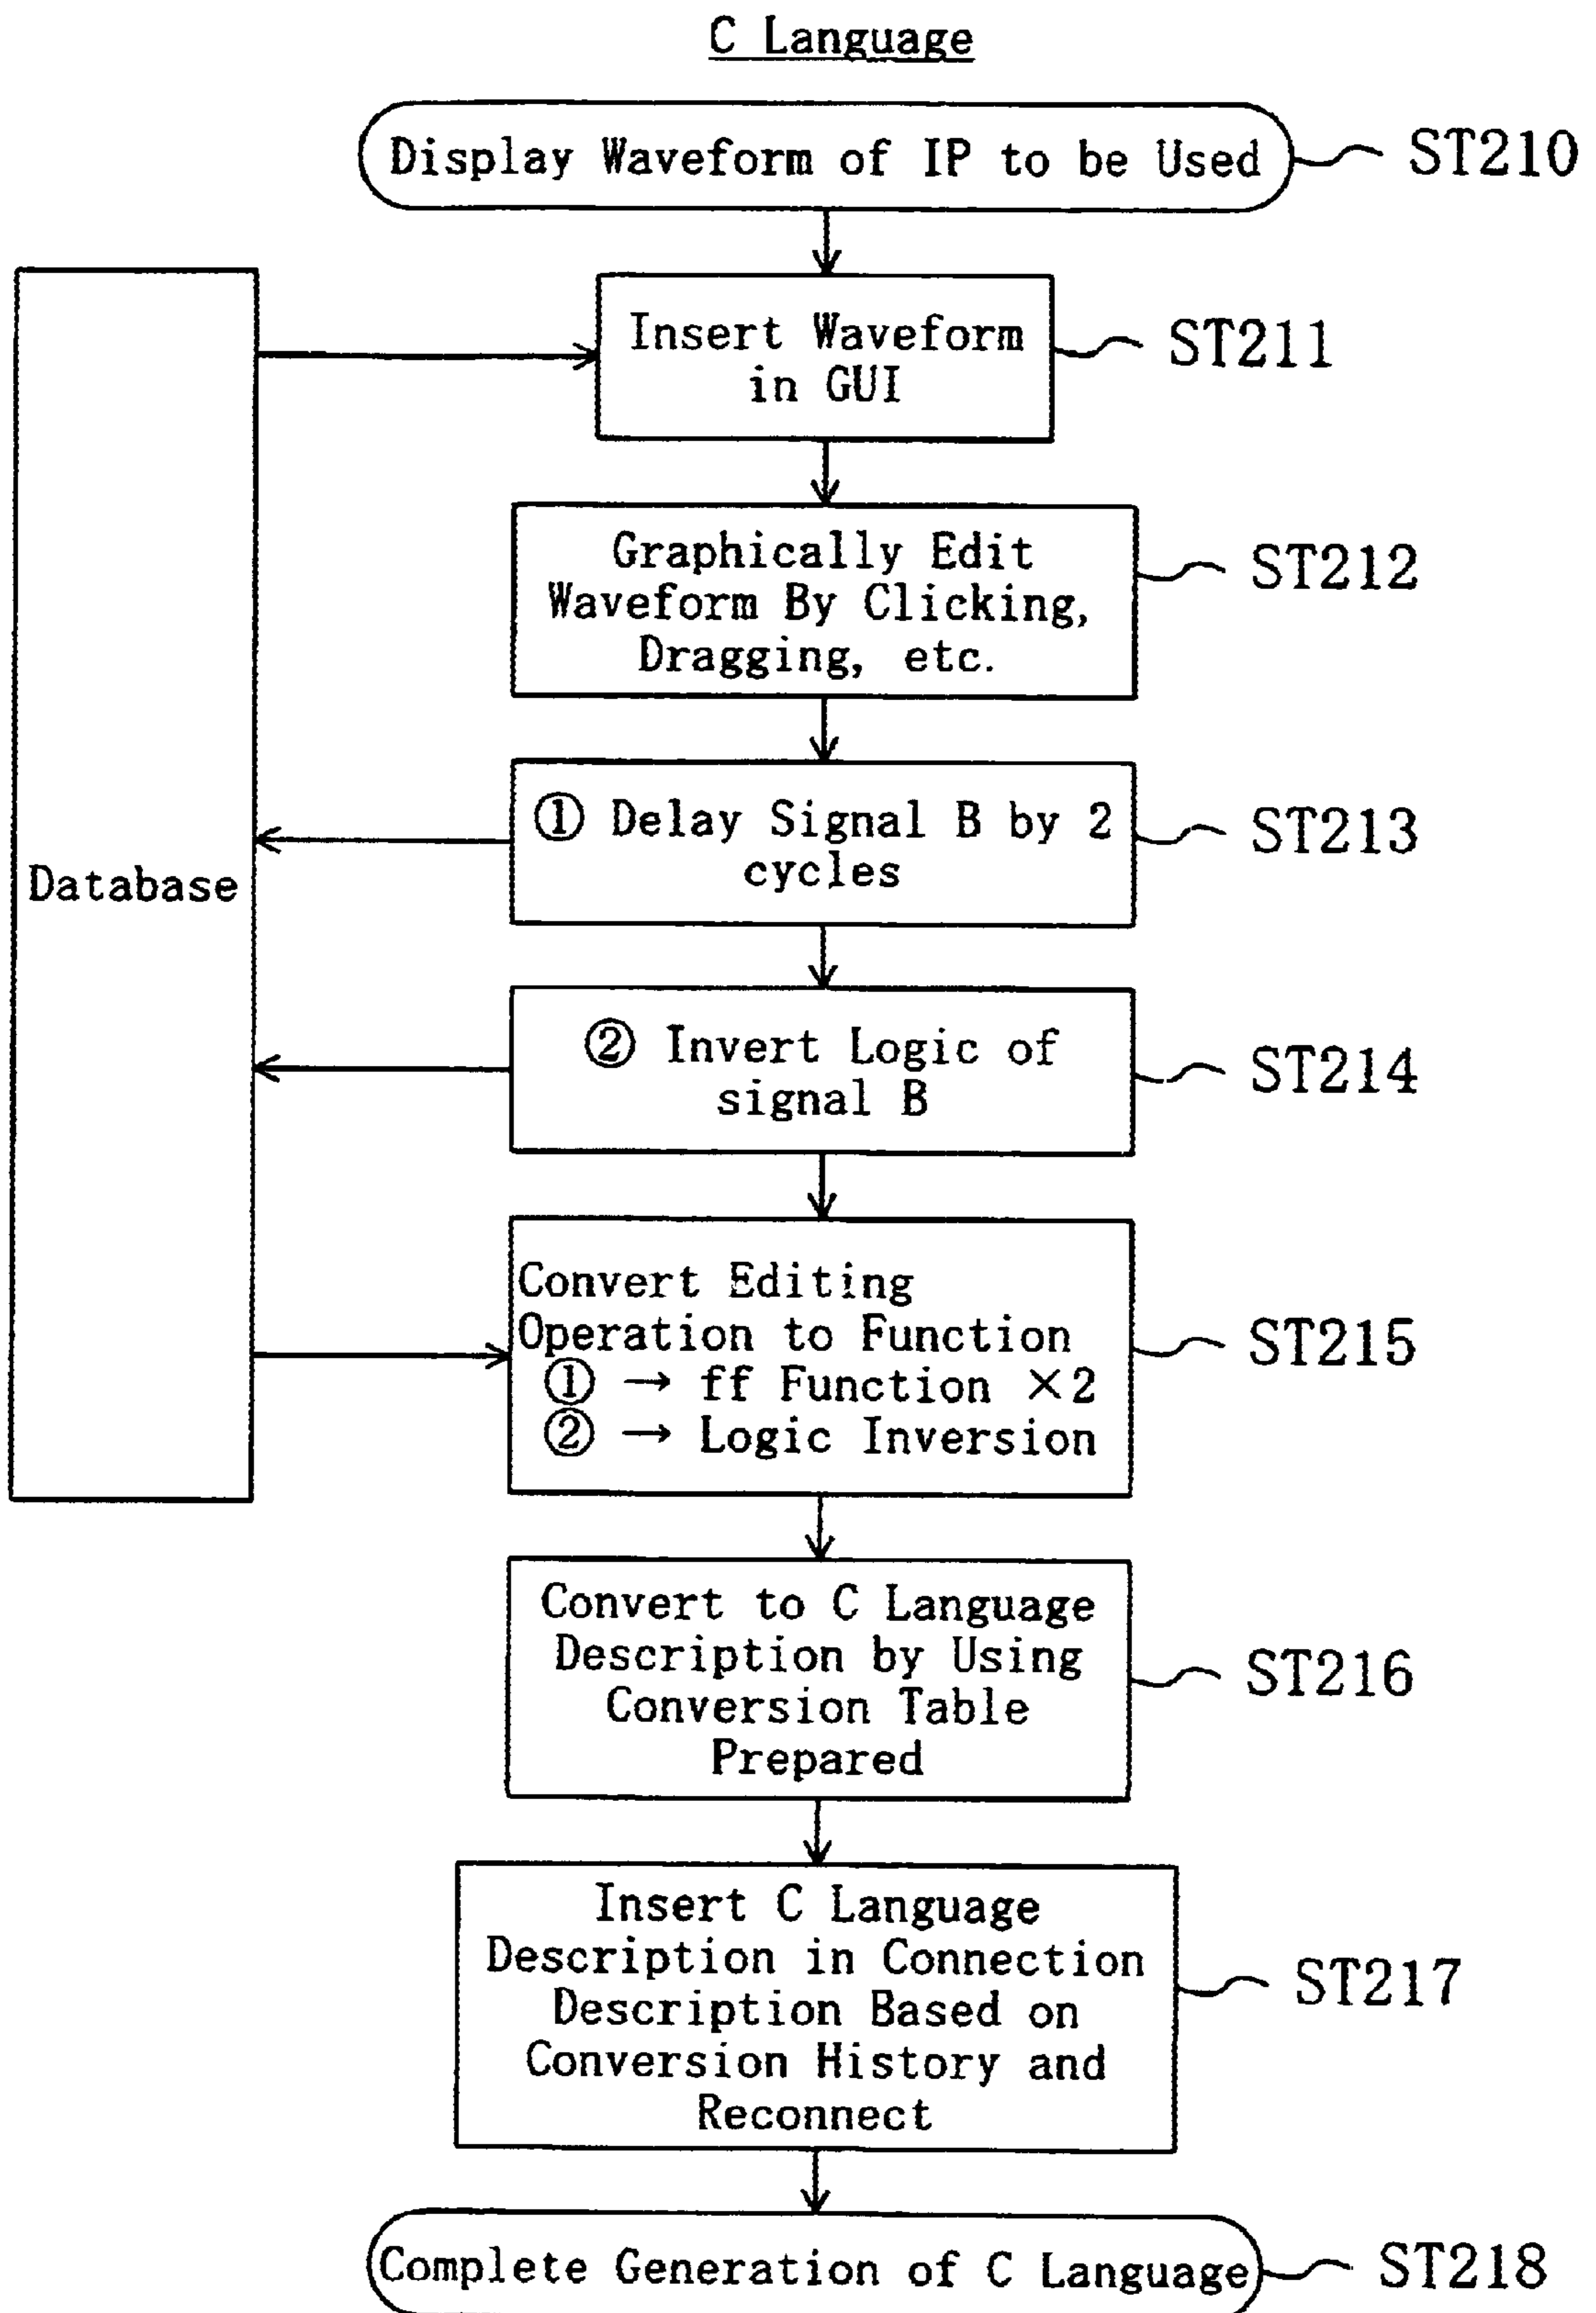 C Language
Display Waveform of IP to be Used
ST210
Insert Waveform
in GUI
ST211
Graphically Edit
Waveform By Clicking,
Dragging, etc.
ST212
① Delay Signal B by 2
cycles
ST213
Database
② Invert Logic of
signal B
ST214
Convert Editing
Operation to Function
① → ff Function ×2
② → Logic Inversion
ST215
Convert to C Language
Description by Using
Conversion Table
Prepared
ST216
Insert C Language
Description in Connection
Description Based on
Conversion History and
Reconnect
ST217
Complete Generation of C Language
ST218